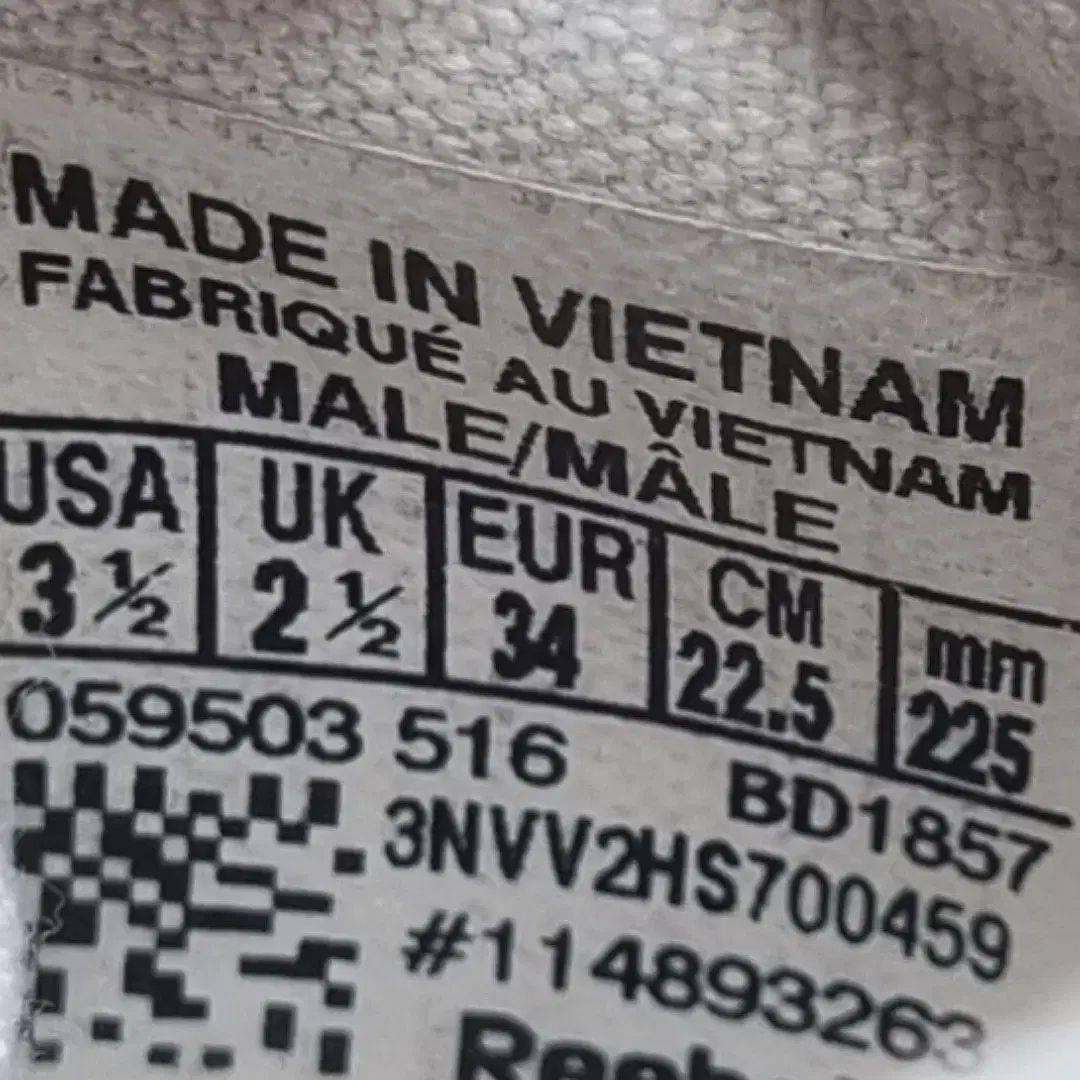 MADE IN VIETNAM
FABRIQUÉ AU VIETNAM
MALE/MÂLE
USA UK EUR CM mm
3 ½ 2 ½ 34 22.5 225
059503 516 BD1857
3NVV2HS700459
#114893263